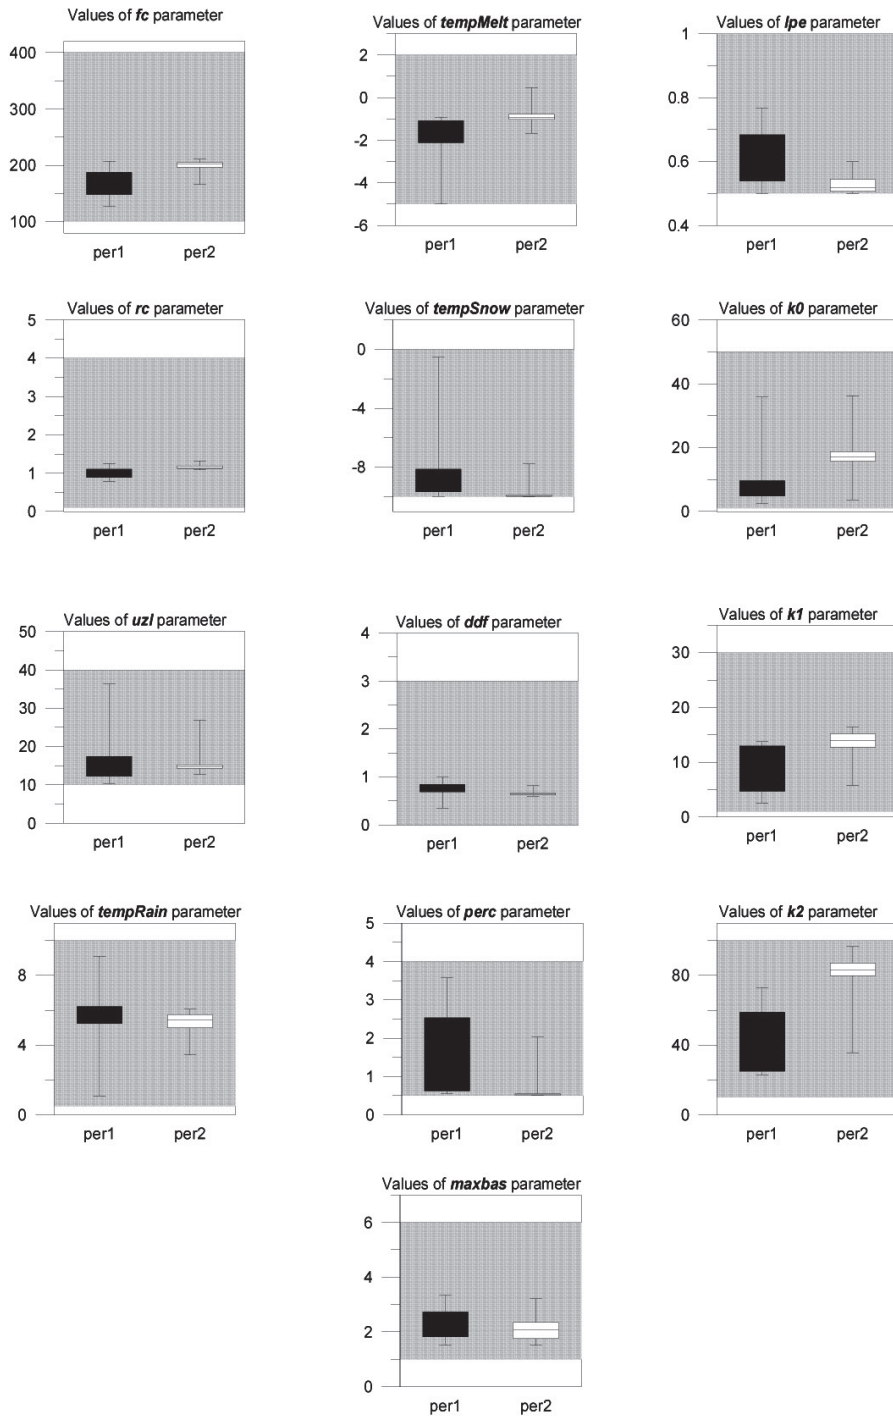 Values of fc parameter
400
300
200
100
per1 per2
Values of tempMelt parameter
2
0
-2
-4
-6
per1 per2
Values of lpe parameter
1
0.8
0.6
0.4
per1 per2
Values of rc parameter
5
4
3
2
1
0
per1 per2
Values of tempSnow parameter
0
-4
-8
per1 per2
Values of k0 parameter
60
40
20
0
per1 per2
Values of uzl parameter
50
40
30
20
10
0
per1 per2
Values of ddf parameter
4
3
2
1
0
per1 per2
Values of k1 parameter
30
20
10
0
per1 per2
Values of tempRain parameter
8
4
0
per1 per2
Values of perc parameter
5
4
3
2
1
0
per1 per2
Values of k2 parameter
80
40
0
per1 per2
Values of maxbas parameter
6
4
2
0
per1 per2